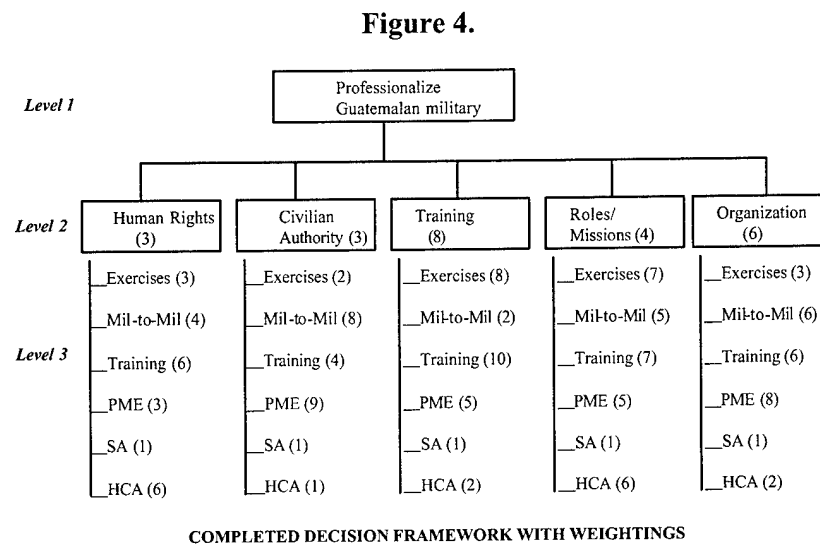 Figure 4.
Level 1
Professionalize
Guatemalan military
Level 2
Human Rights
(3)
Civilian
Authority (3)
Training
(8)
Roles/
Missions (4)
Organization
(6)
Level 3
__Exercises (3)
__Mil-to-Mil (4)
__Training (6)
__PME (3)
__SA (1)
__HCA (6)
__Exercises (2)
__Mil-to-Mil (8)
__Training (4)
__PME (9)
__SA (1)
__HCA (1)
__Exercises (8)
__Mil-to-Mil (2)
__Training (10)
__PME (5)
__SA (1)
__HCA (2)
__Exercises (7)
__Mil-to-Mil (5)
__Training (7)
__PME (5)
__SA (1)
__HCA (6)
__Exercises (3)
__Mil-to-Mil (6)
__Training (6)
__PME (8)
__SA (1)
__HCA (2)
COMPLETED DECISION FRAMEWORK WITH WEIGHTINGS